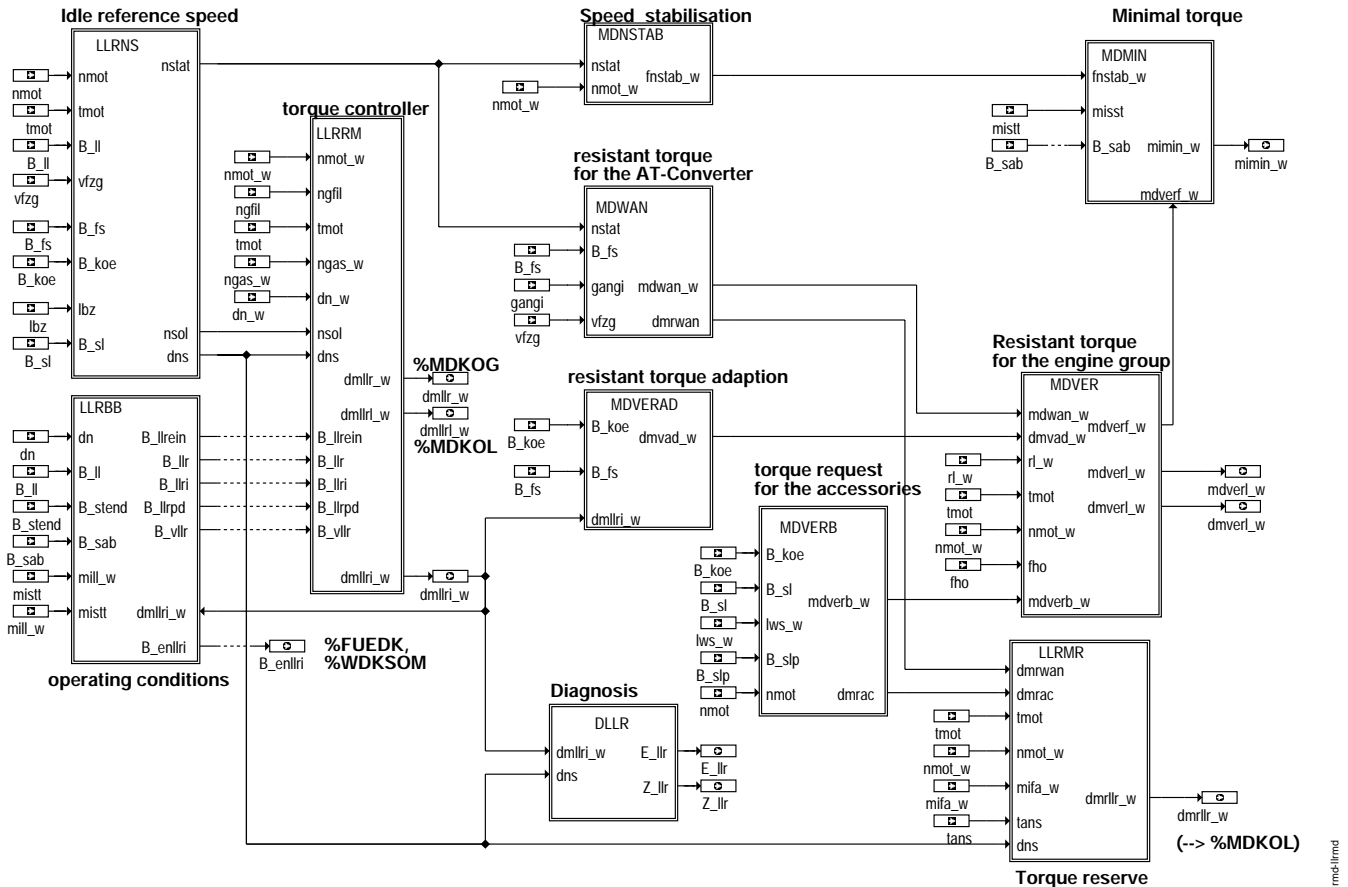 Idle reference speed
LLRNS
nstat
nmot
nmot
tmot
tmot
B_ll
B_ll
vfzg
vfzg
B_fs
B_fs
B_koe
B_koe
lbz
lbz
B_sl
B_sl
nsol
dns
LLRBB
dn
dn
B_ll
B_ll
B_stend
B_stend
B_sab
B_sab
mill_w
mistt
mistt
mill_w
B_llrein
B_llr
B_llri
B_llrpd
B_vllr
dmllri_w
B_enllri
B_enllri
%FUEDK,
%WDKSOM
operating conditions
torque controller
LLRRM
nmot_w
nmot_w
ngfil
ngfil
tmot
tmot
ngas_w
ngas_w
dn_w
dn_w
nsol
dns
dmllr_w
dmllrl_w
B_llrein
B_llr
B_llri
B_llrpd
B_vllr
dmllri_w
%MDKOG
dmllr_w
dmllrl_w
%MDKOL
dmllri_w
Speed stabilisation
MDNSTAB
nstat
fnstab_w
nmot_w
nmot_w
resistant torque
for the AT-Converter
MDWAN
nstat
B_fs
B_fs
gangi
gangi
mdwan_w
vfzg
vfzg
dmrwan
resistant torque adaption
MDVERAD
B_koe
B_koe
dmvad_w
B_fs
B_fs
dmllri_w
torque request
for the accessories
MDVERB
B_koe
B_koe
B_sl
B_sl
mdverb_w
lws_w
lws_w
B_slp
B_slp
nmot
nmot
dmrac
Diagnosis
DLLR
dmllri_w
dns
E_llr
E_llr
Z_llr
Z_llr
Minimal torque
MDMIN
fnstab_w
misst
mistt
B_sab
B_sab
mimin_w
mimin_w
mdverf_w
Resistant torque
for the engine group
MDVER
mdwan_w
mdverf_w
dmvad_w
rl_w
rl_w
mdverl_w
mdverl_w
tmot
tmot
dmverl_w
dmverl_w
nmot_w
nmot_w
fho
fho
mdverb_w
LLRMR
dmrwan
dmrac
tmot
tmot
nmot_w
nmot_w
mifa_w
mifa_w
dmrllr_w
dmrllr_w
tans
tans
dns
(--> %MDKOL)
Torque reserve
rmd-llrmd